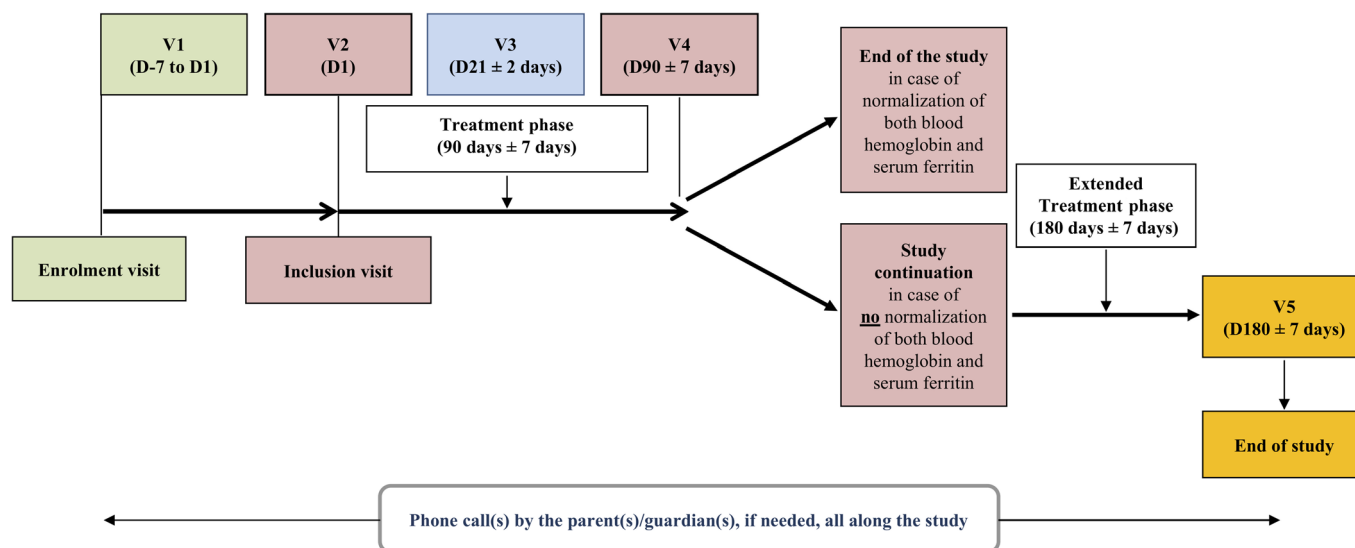 V1
(D-7 to D1)
V2
(D1)
V3
(D21 ± 2 days)
V4
(D90 ± 7 days)
Treatment phase
(90 days ± 7 days)
Enrolment visit
Inclusion visit
End of the study
in case of
normalization of
both blood
hemoglobin and
serum ferritin
Study
continuation
in case of
no normalization
of both blood
hemoglobin and
serum ferritin
Extended
Treatment phase
(180 days ± 7 days)
V5
(D180 ± 7 days)
End of study
Phone call(s) by the parent(s)/guardian(s), if needed, all along the study